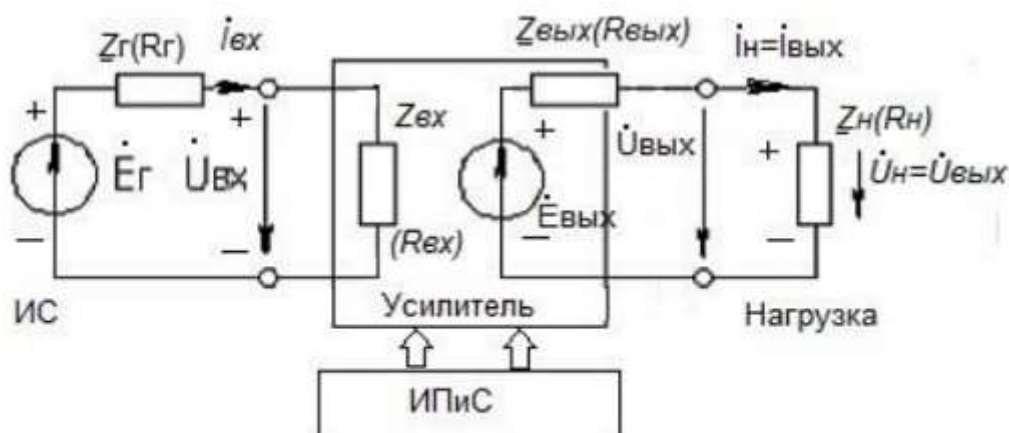 Zг(Rг)
İвх
Zвых(Rвых)
İн=İвых
+
Ėг
−
U̇вх
+
−
Zвх
(Rвх)
+
Ėвых
−
U̇вых
+
−
Zн(Rн)
U̇н=U̇вых
ИС
Усилитель
Нагрузка
ИПиС